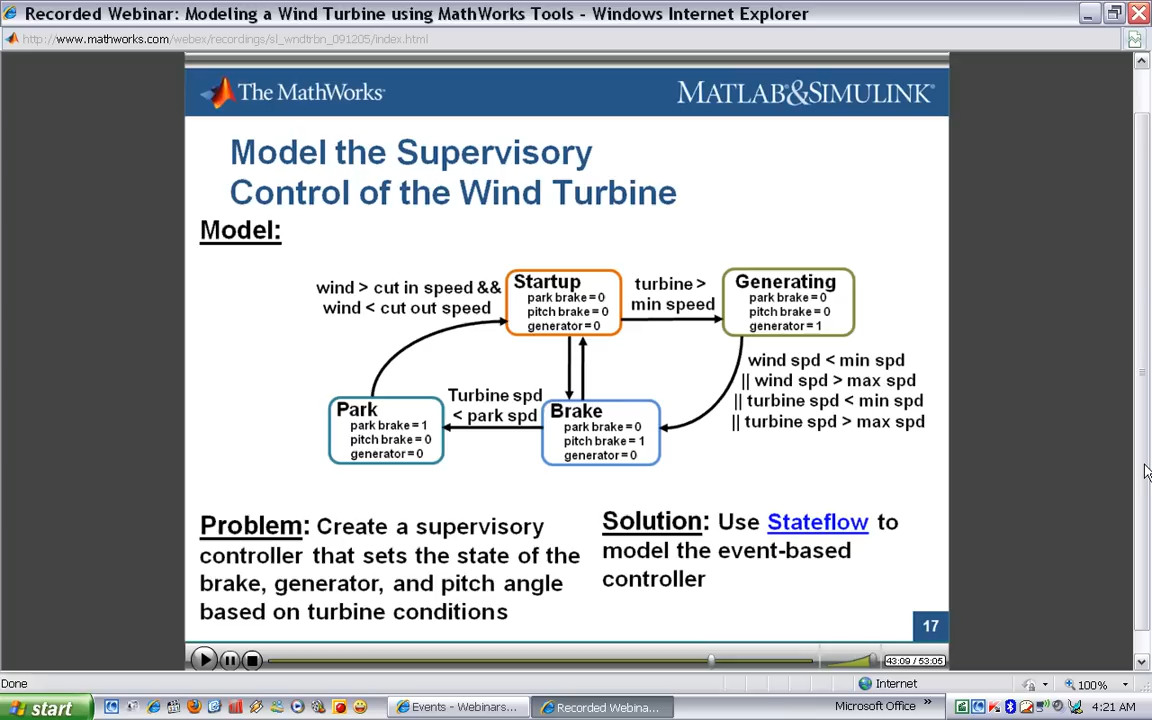 Recorded Webinar: Modeling a Wind Turbine using MathWorks Tools - Windows Internet Explorer
http://www.mathworks.com/webex/recordings/sl_wndtrbn_091205/index.html
The MathWorks
MATLAB&SIMULINK
Model the Supervisory
Control of the Wind Turbine
Model:
wind > cut in speed &&
wind < cut out speed
Startup
park brake=0
pitch brake=0
generator=0
turbine >
min speed
Generating
park brake=0
pitch brake=0
generator=1
wind spd < min spd
|| wind spd > max spd
|| turbine spd < min spd
|| turbine spd > max spd
Park
park brake=1
pitch brake=0
generator=0
Turbine spd
< park spd
Brake
park brake=0
pitch brake=1
generator=0
Problem: Create a supervisory
controller that sets the state of the
brake, generator, and pitch angle
based on turbine conditions
Solution: Use Stateflow to
model the event-based
controller
17
43:09 / 53:05
Done
Internet
100%
start
Events - Webinars...
Recorded Webina...
Microsoft Office
4:21 AM